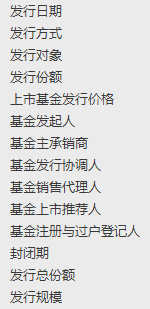 发行日期
发行方式
发行对象
发行份额
上市基金发行价格
基金发起人
基金主承销商
基金发行协调人
基金销售代理人
基金上市推荐人
基金注册与过户登记人
封闭期
发行总份额
发行规模